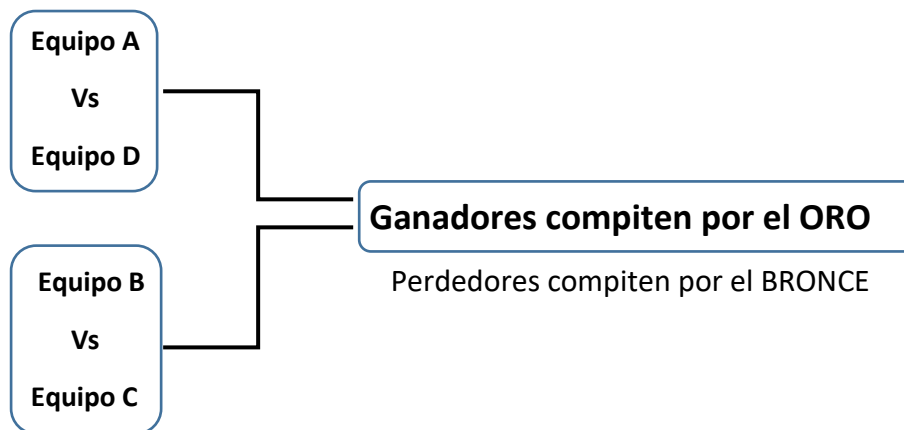 Equipo A
Vs
Equipo D
Ganadores compiten por el ORO
Perdedores compiten por el BRONCE
Equipo B
Vs
Equipo C